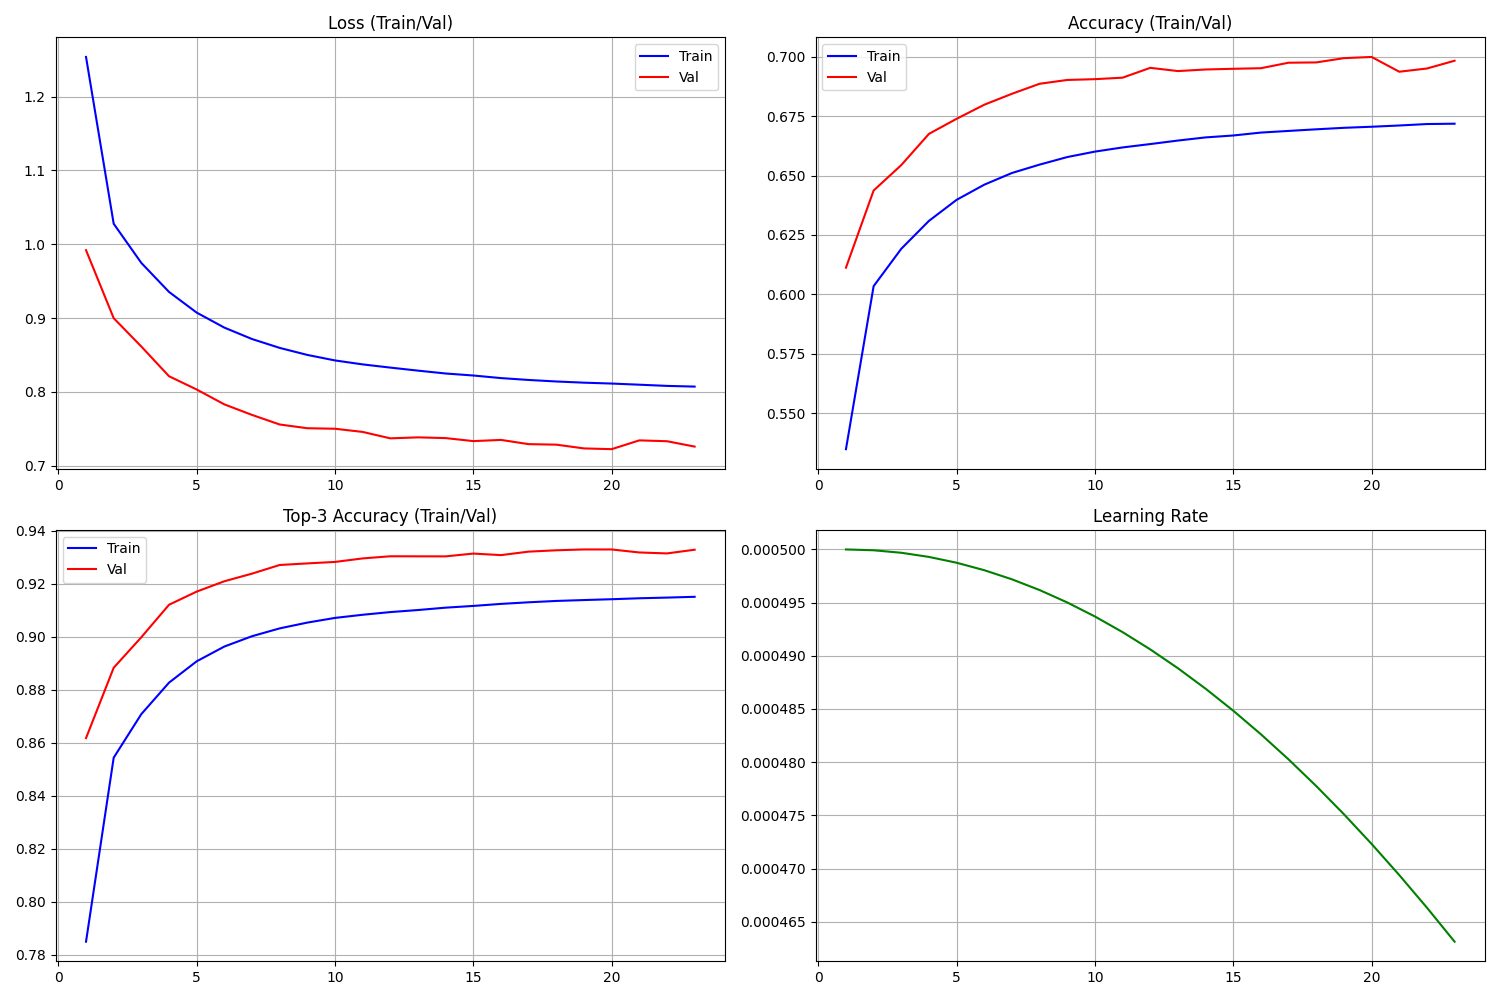 Loss (Train/Val)
Train
Val
1.2
1.1
1.0
0.9
0.8
0.7
0 5 10 15 20
Accuracy (Train/Val)
Train
Val
0.700
0.675
0.650
0.625
0.600
0.575
0.550
0 5 10 15 20
Top-3 Accuracy (Train/Val)
Train
Val
0.94
0.92
0.90
0.88
0.86
0.84
0.82
0.80
0.78
0 5 10 15 20
Learning Rate
0.000500
0.000495
0.000490
0.000485
0.000480
0.000475
0.000470
0.000465
0 5 10 15 20